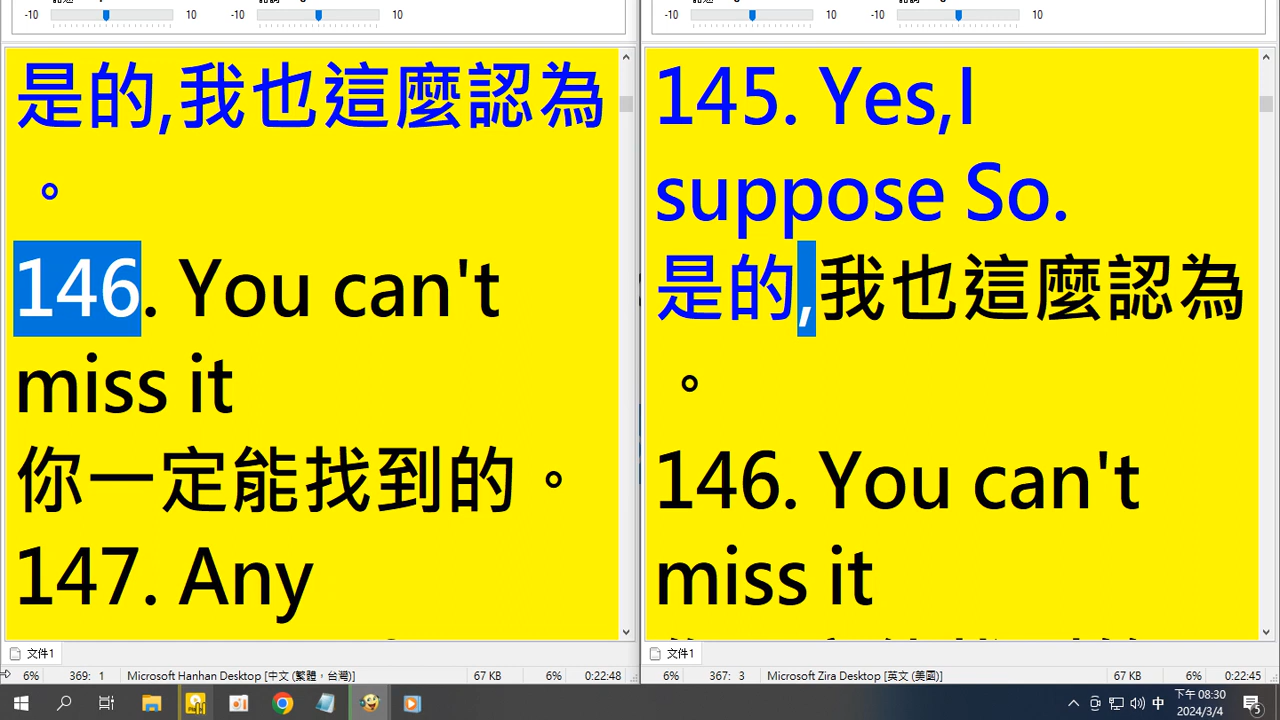 -10 10 -10 10
是的,我也這麼認為
。
146. You can't
miss it
你一定能找到的。
147. Any
文件1
6% 369: 1 Microsoft Hanhan Desktop [中文 (繁體，台灣)] 67 KB 6% 0:22:48
-10 10 -10 10
145. Yes,I
suppose So.
是的,我也這麼認為
。
146. You can't
miss it
文件1
6% 367: 3 Microsoft Zira Desktop [英文 (美國)] 67 KB 6% 0:22:45
中
下午 08:30
2024/3/4
5